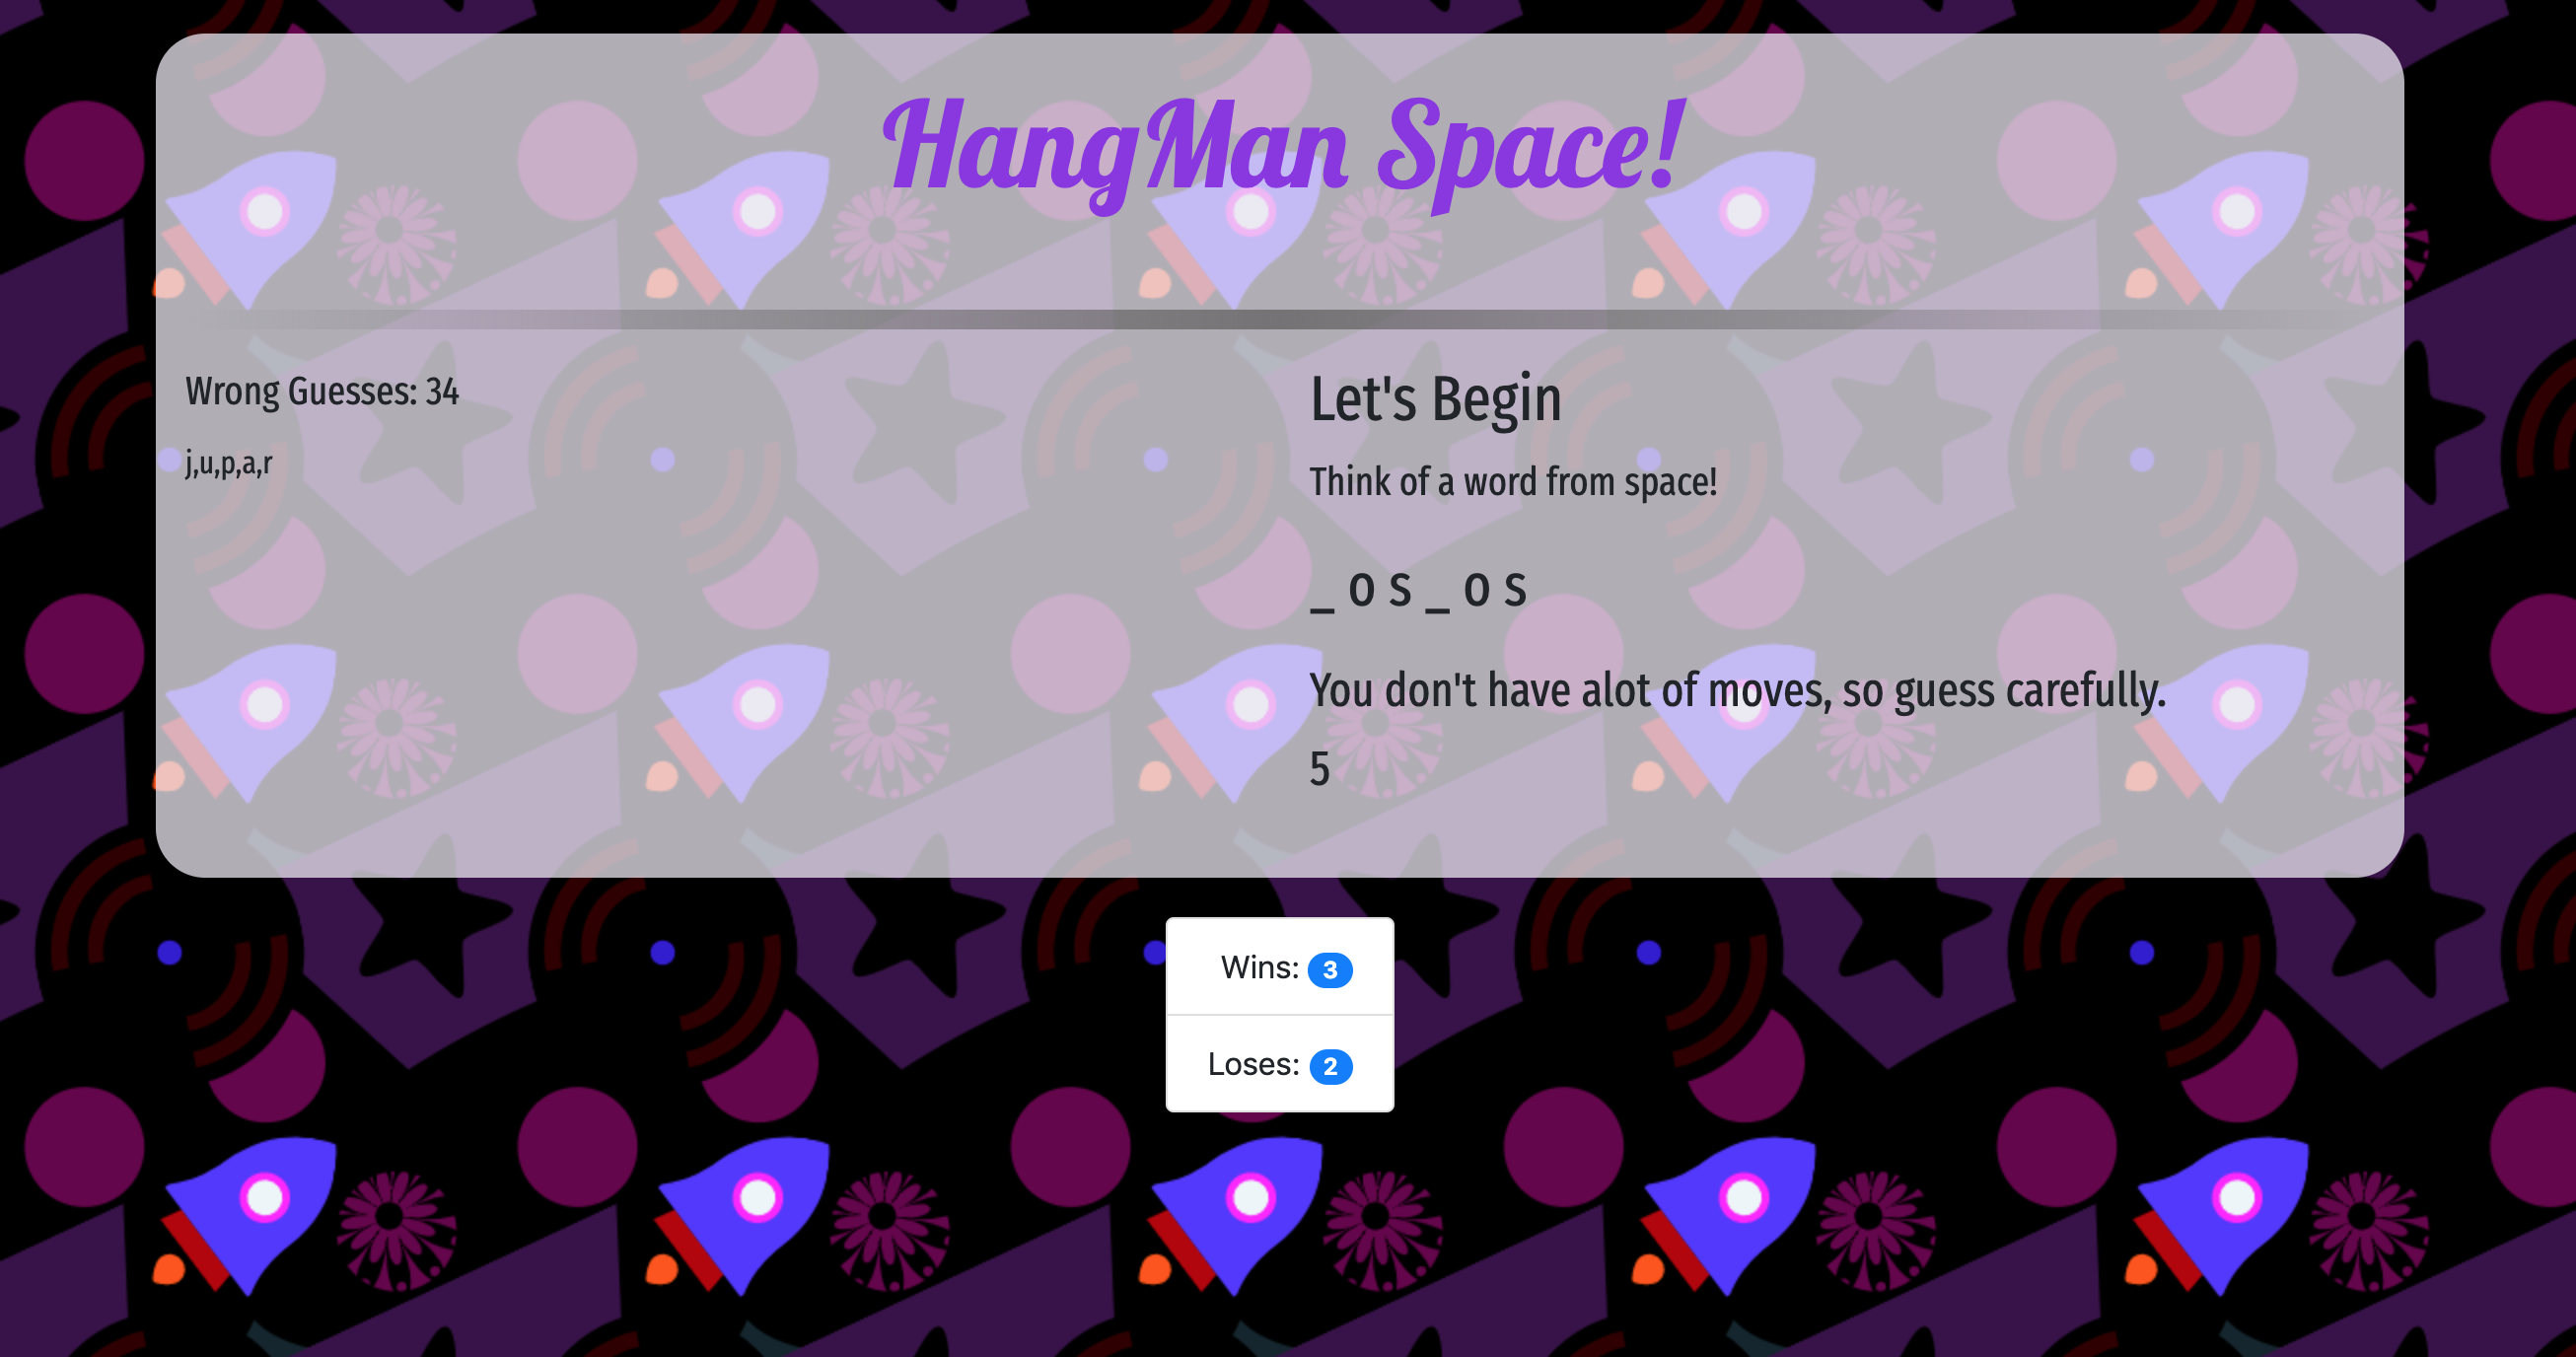 HangMan Space!
Wrong Guesses: 34
j,u,p,a,r
Let's Begin
Think of a word from space!
_ o s _ o s
You don't have alot of moves, so guess carefully.
5
Wins: 3
Loses: 2